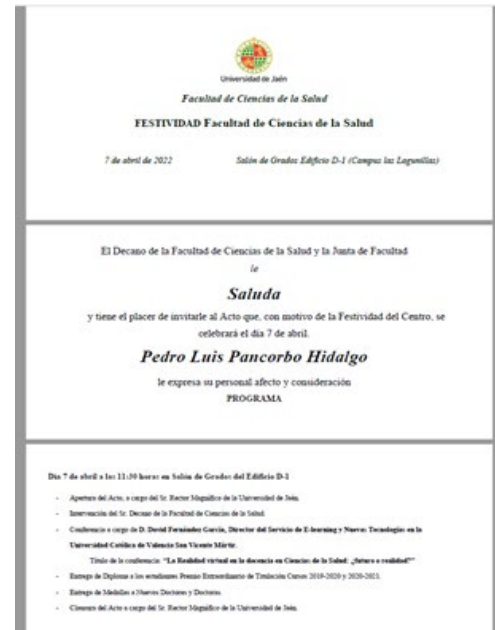 Universidad de Jaén
Facultad de Ciencias de la Salud
FESTIVIDAD Facultad de Ciencias de la Salud
7 de abril de 2022 Salón de Grados Edificio D-1 (Campus las Lagunillas)
El Decano de la Facultad de Ciencias de la Salud y la Junta de Facultad
le
Saluda
y tiene el placer de invitarle al Acto que, con motivo de la Festividad del Centro, se
celebrará el día 7 de abril.
Pedro Luis Pancorbo Hidalgo
le expresa su personal afecto y consideración
PROGRAMA
Día 7 de abril a las 11:30 horas en Salón de Grados del Edificio D-1
- Apertura del Acto, a cargo del Sr. Rector Magnífico de la Universidad de Jaén.
- Intervención del Sr. Decano de la Facultad de Ciencias de la Salud.
- Conferencia a cargo de D. David Fernández García, Director del Servicio de E-learning y Nuevas Tecnologías en la
Universidad Católica de Valencia San Vicente Mártir.
Título de la conferencia: "La Realidad virtual en la docencia en Ciencias de la Salud: ¿futuro o realidad?"
- Entrega de Diploma a los estudiantes Premio Extraordinario de Titulación Cursos 2019-2020 y 2020-2021.
- Entrega de Medallas a Nuevos Doctores y Doctoras.
- Clausura del Acto a cargo del Sr. Rector Magnífico de la Universidad de Jaén.